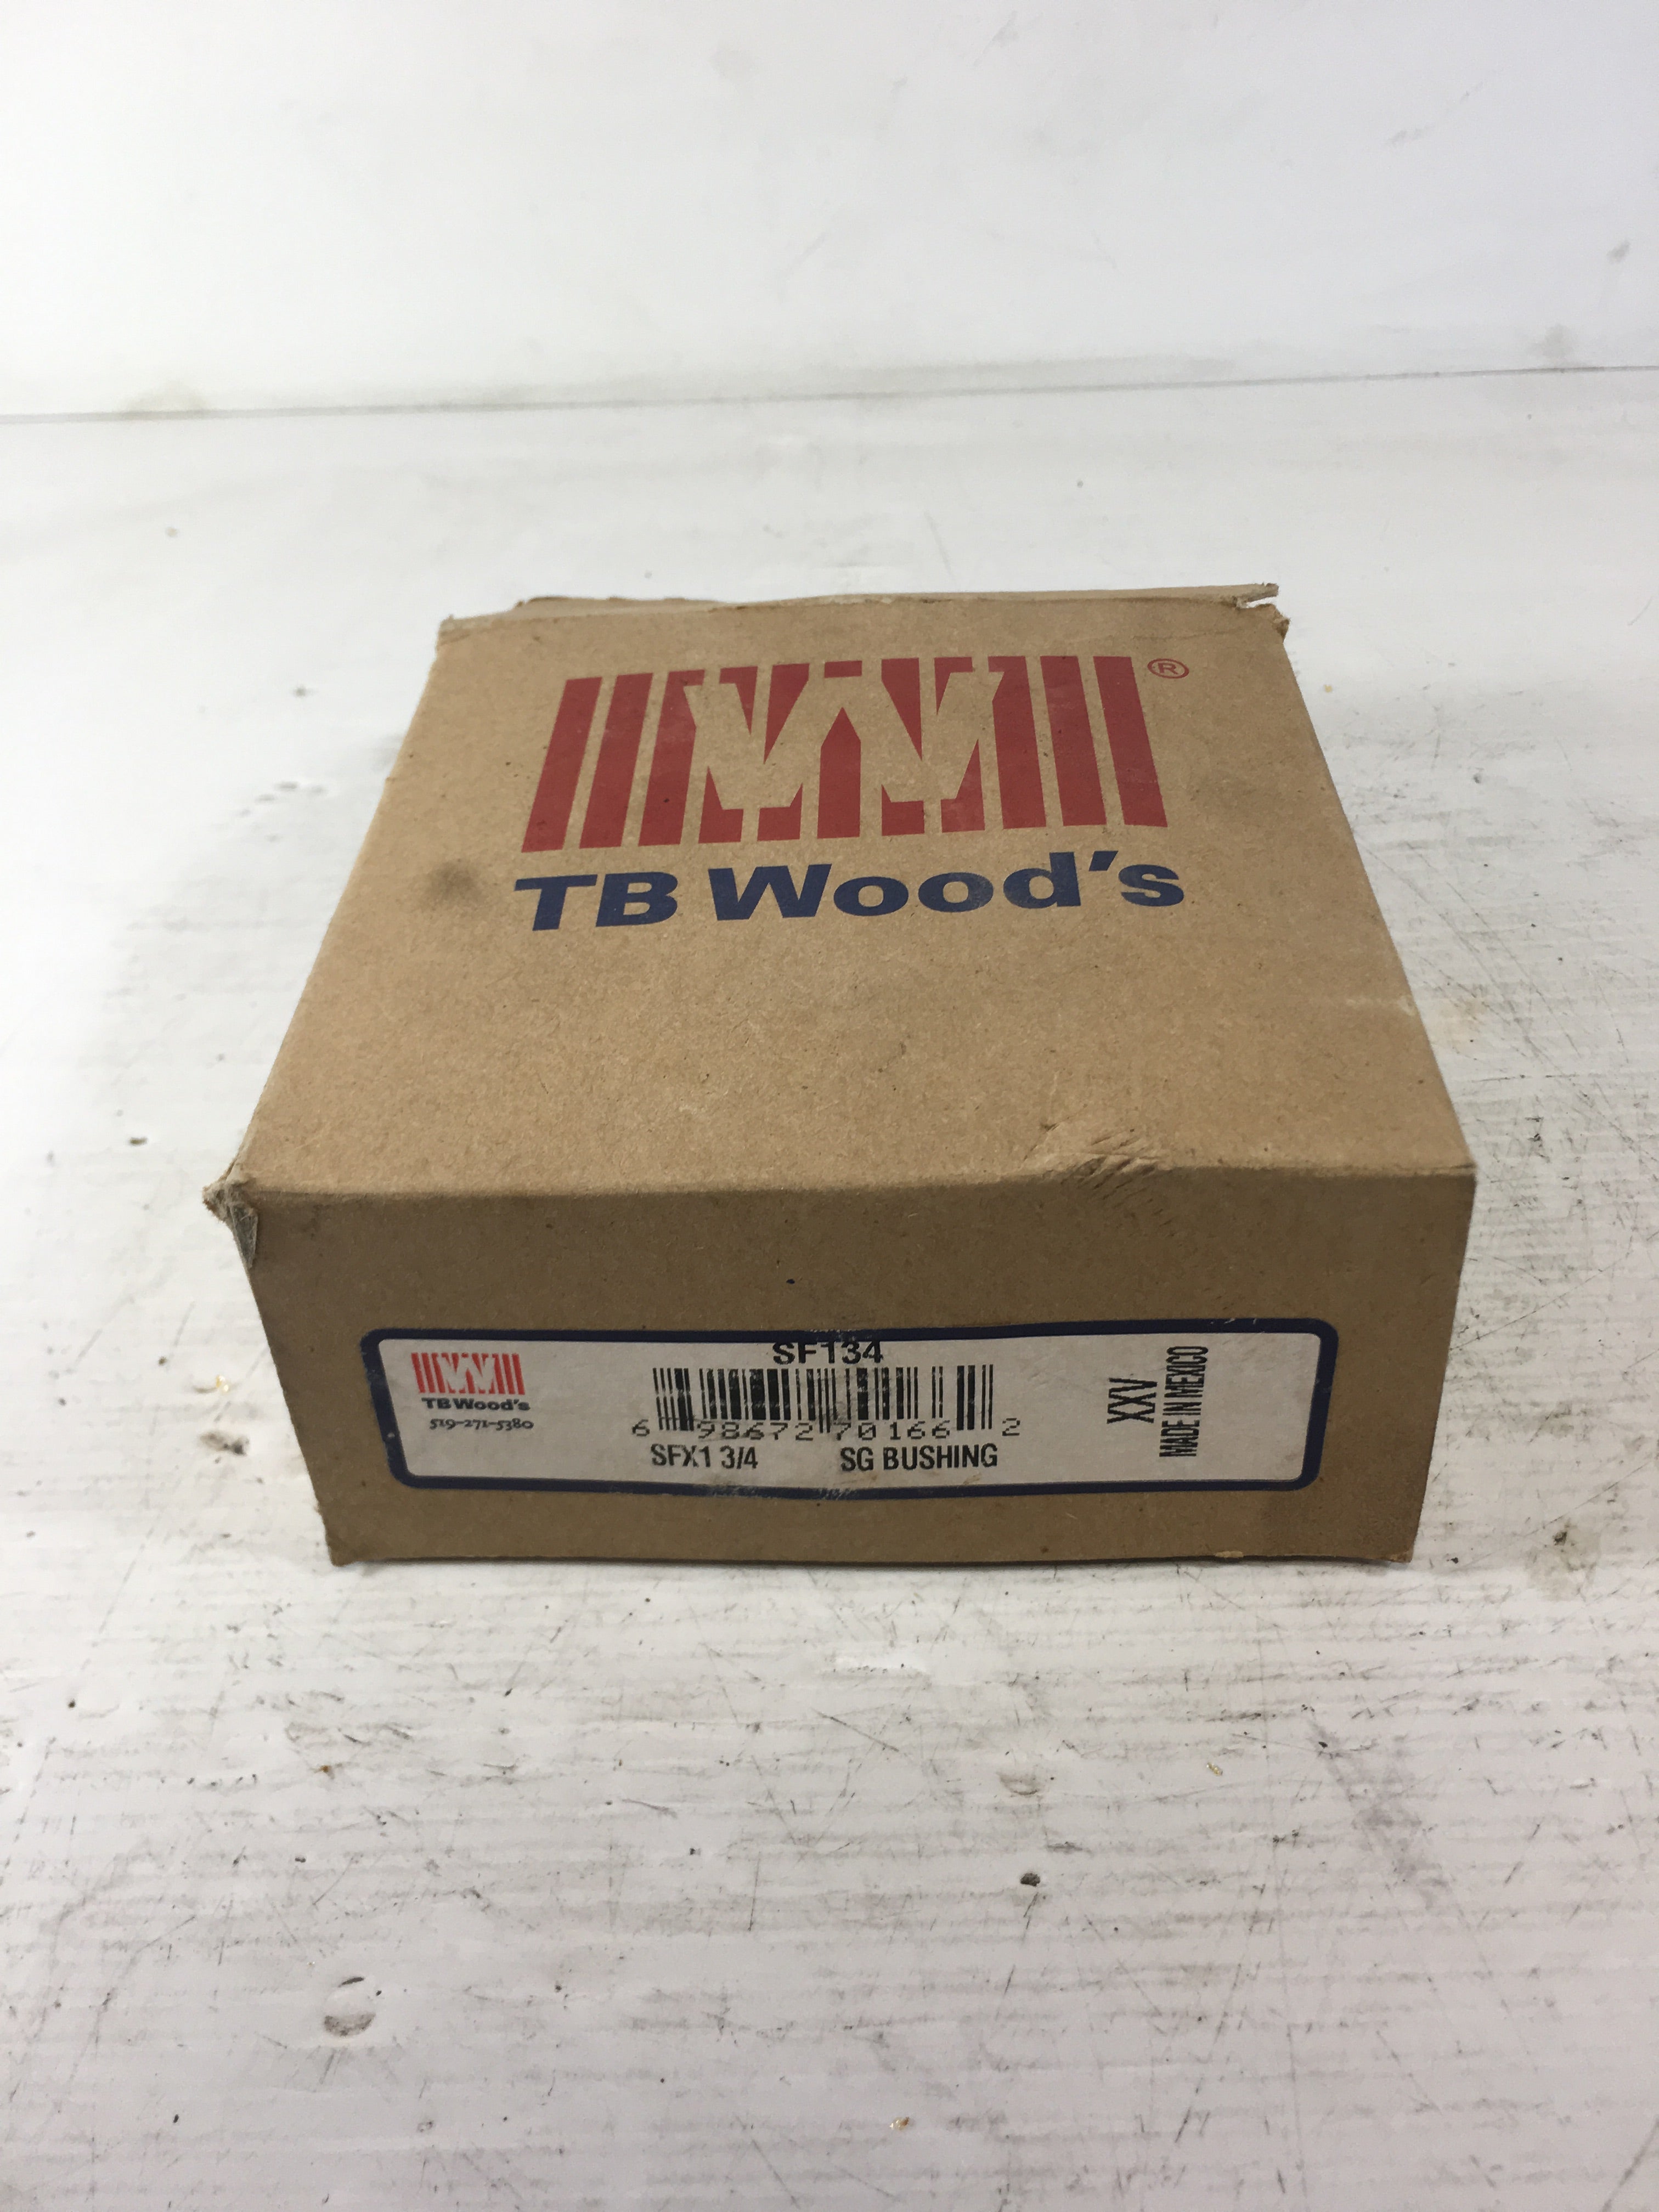 ®
TB Wood's
SF134
TB Wood's
519-271-5380
6 98672 70166 2
SFX1 3/4 SG BUSHING
XXV
MADE IN MEXICO